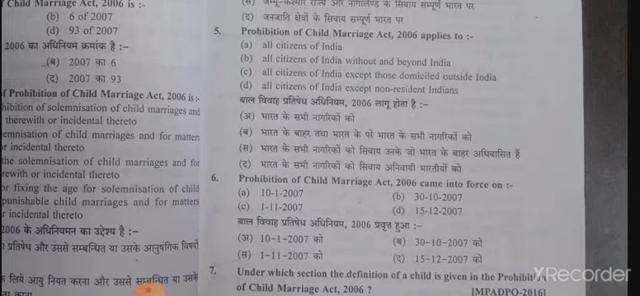 Child Marriage Act, 2006 is :-
(b) 6 of 2007
(d) 93 of 2007
2006 का अधिनियम क्रमांक है :–
(ब) 2007 का 6
(द) 2007 का 93
f Prohibition of Child Marriage Act, 2006 is:-
hibition of solemnisation of child marriages and
therewith or incidental thereto
emnisation of child marriages and for matters
r incidental thereto
the solemnisation of child marriages and for
rewith or incidental thereto
or fixing the age for solemnisation of child
punishable child marriages and for matters
r incidental thereto
2006 के अधिनियमन का उद्देश्य है :–
प्रतिषेध और उससे सम्बन्धित या उसके आनुषंगिक विषयों
के लिये आयु नियत करना और उससे सम्बन्धित या उसके
(स) जम्मू-कश्मीर राज्य और नागालैण्ड के सिवाय सम्पूर्ण भारत पर
(द) जनजाति क्षेत्रों के सिवाय सम्पूर्ण भारत पर
5. Prohibition of Child Marriage Act, 2006 applies to :-
(a) all citizens of India
(b) all citizens of India without and beyond India
(c) all citizens of India except those domiciled outside India
(d) all citizens of India except non-resident Indians
बाल विवाह प्रतिषेध अधिनियम, 2006 लागू होता है :–
(अ) भारत के सभी नागरिकों को
(ब) भारत के बाहर तथा भारत के परे भारत के सभी नागरिकों को
(स) भारत के सभी नागरिकों को सिवाय उनके जो भारत के बाहर अधिवासित हैं
(द) भारत के सभी नागरिकों को सिवाय अनिवासी भारतीयों को
6. Prohibition of Child Marriage Act, 2006 came into force on :-
(a) 10-1-2007 (b) 30-10-2007
(c) 1-11-2007 (d) 15-12-2007
बाल विवाह प्रतिषेध अधिनियम, 2006 प्रवृत्त हुआ :–
(अ) 10-1-2007 को (ब) 30-10-2007 को
(स) 1-11-2007 को (द) 15-12-2007 को
7. Under which section the definition of a child is given in the Prohibition
of Child Marriage Act, 2006 ? [MPADPO-2016]
XRecorder